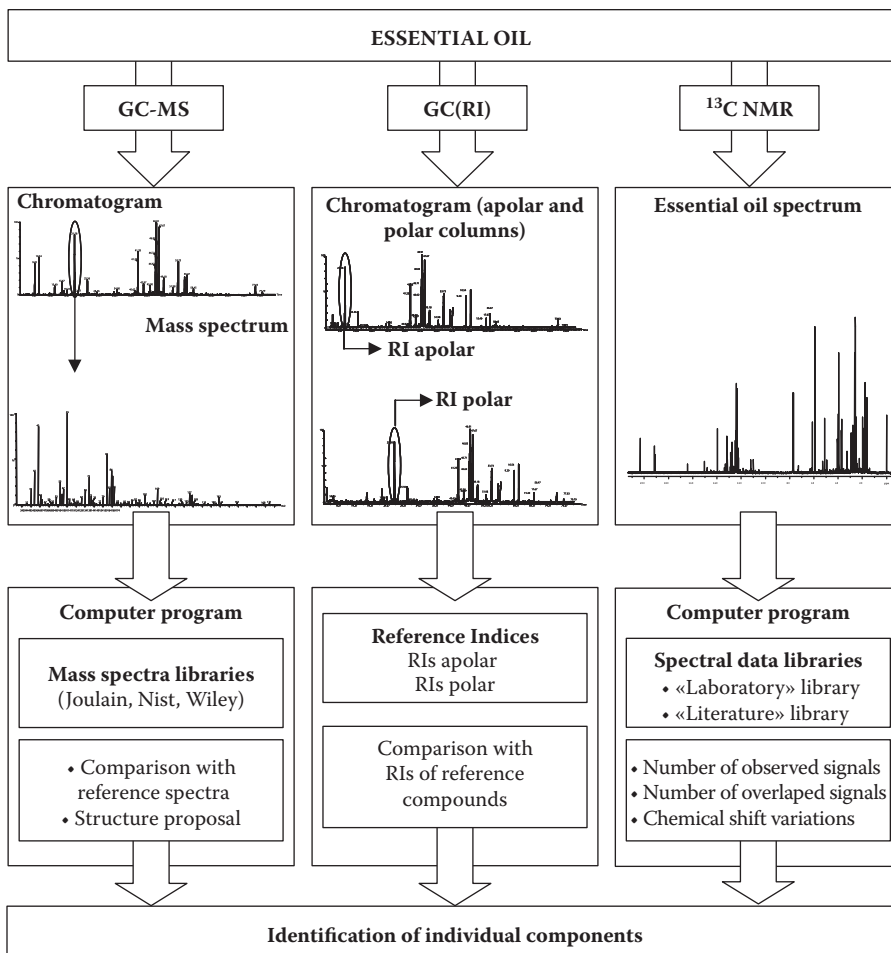 ESSENTIAL OIL
GC-MS
GC(RI)
¹³C NMR
Chromatogram
Mass spectrum
Chromatogram (apolar and
polar columns)
RI apolar
RI polar
Essential oil spectrum
Computer program
Mass spectra libraries
(Joulain, Nist, Wiley)
• Comparison with
reference spectra
• Structure proposal
Reference Indices
RIs apolar
RIs polar
Comparison with
RIs of reference
compounds
Computer program
Spectral data libraries
• «Laboratory» library
• «Literature» library
• Number of observed signals
• Number of overlaped signals
• Chemical shift variations
Identification of individual components